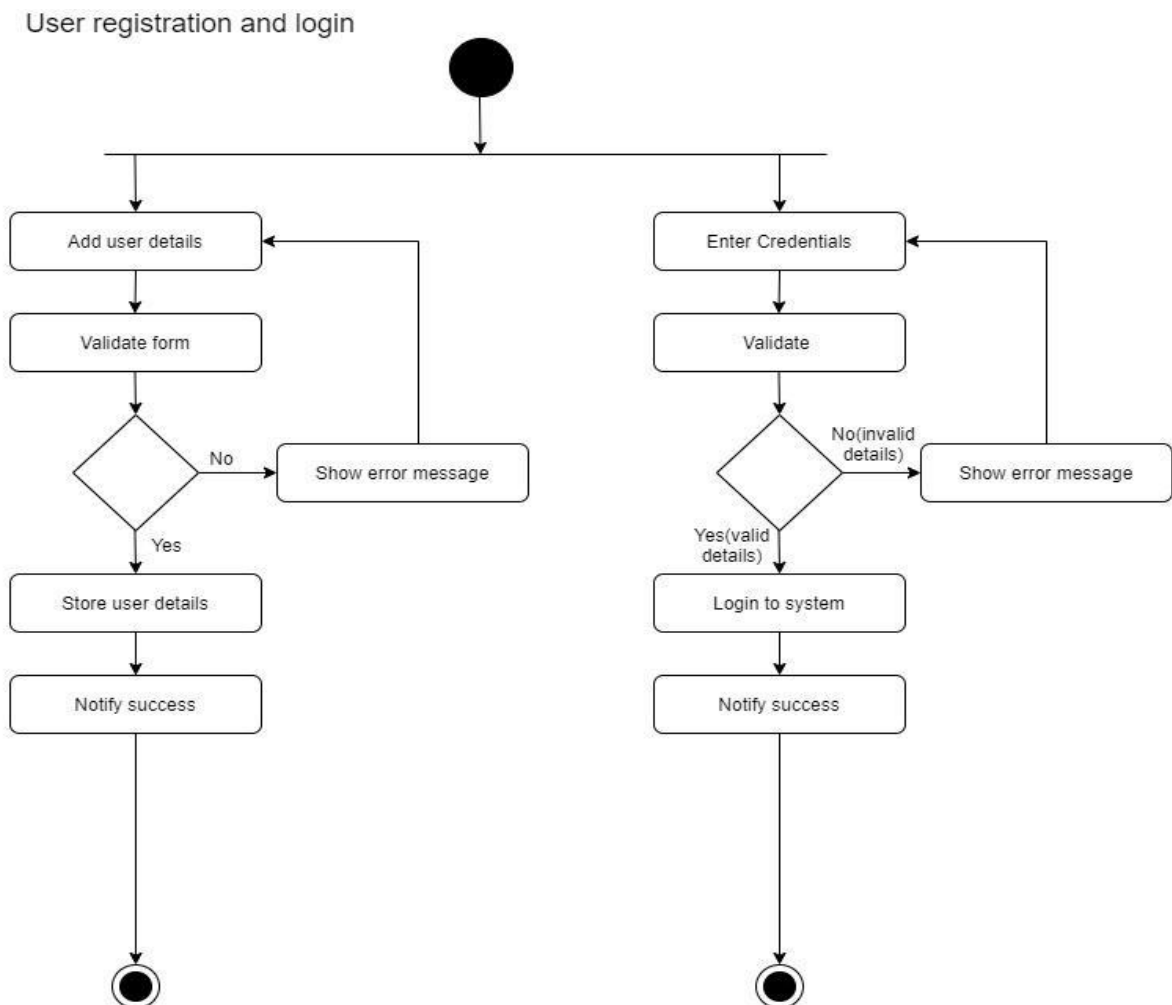 User registration and login
Add user details
Enter Credentials
Validate form
Validate
No
Show error message
No(invalid
details)
Show error message
Yes
Yes(valid
details)
Store user details
Login to system
Notify success
Notify success